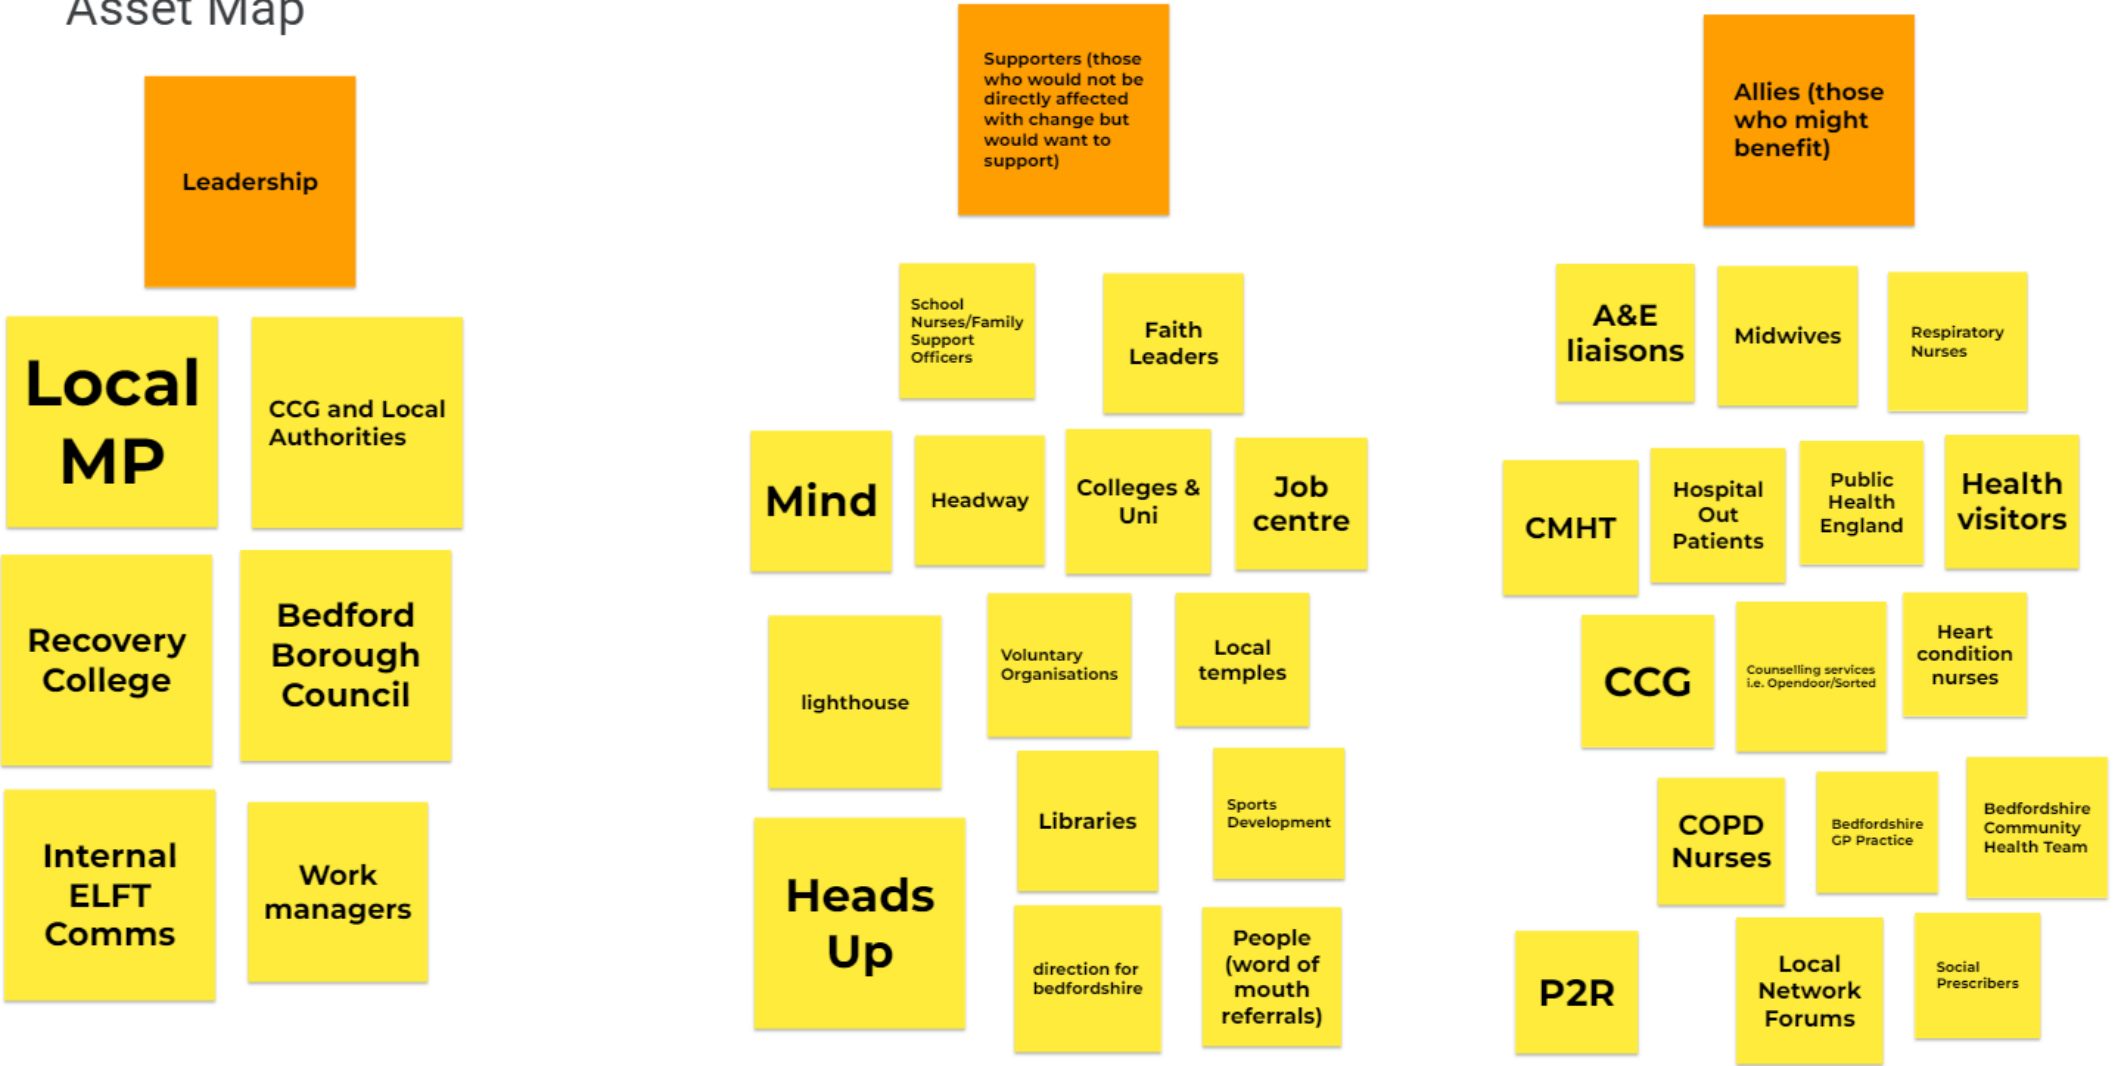 Asset Map
Leadership
Local
MP
CCG and Local
Authorities
Recovery
College
Bedford
Borough
Council
Internal
ELFT
Comms
Work
managers
Supporters (those
who would not be
directly affected
with change but
would want to
support)
School
Nurses/Family
Support
Officers
Faith
Leaders
Mind
Headway
Colleges &
Uni
Job
centre
lighthouse
Voluntary
Organisations
Local
temples
Libraries
Sports
Development
Heads
Up
direction for
bedfordshire
People
(word of
mouth
referrals)
Allies (those
who might
benefit)
A&E
liaisons
Midwives
Respiratory
Nurses
CMHT
Hospital
Out
Patients
Public
Health
England
Health
visitors
CCG
Counselling services
i.e. Opendoor/Sorted
Heart
condition
nurses
COPD
Nurses
Bedfordshire
GP Practice
Bedfordshire
Community
Health Team
P2R
Local
Network
Forums
Social
Prescribers